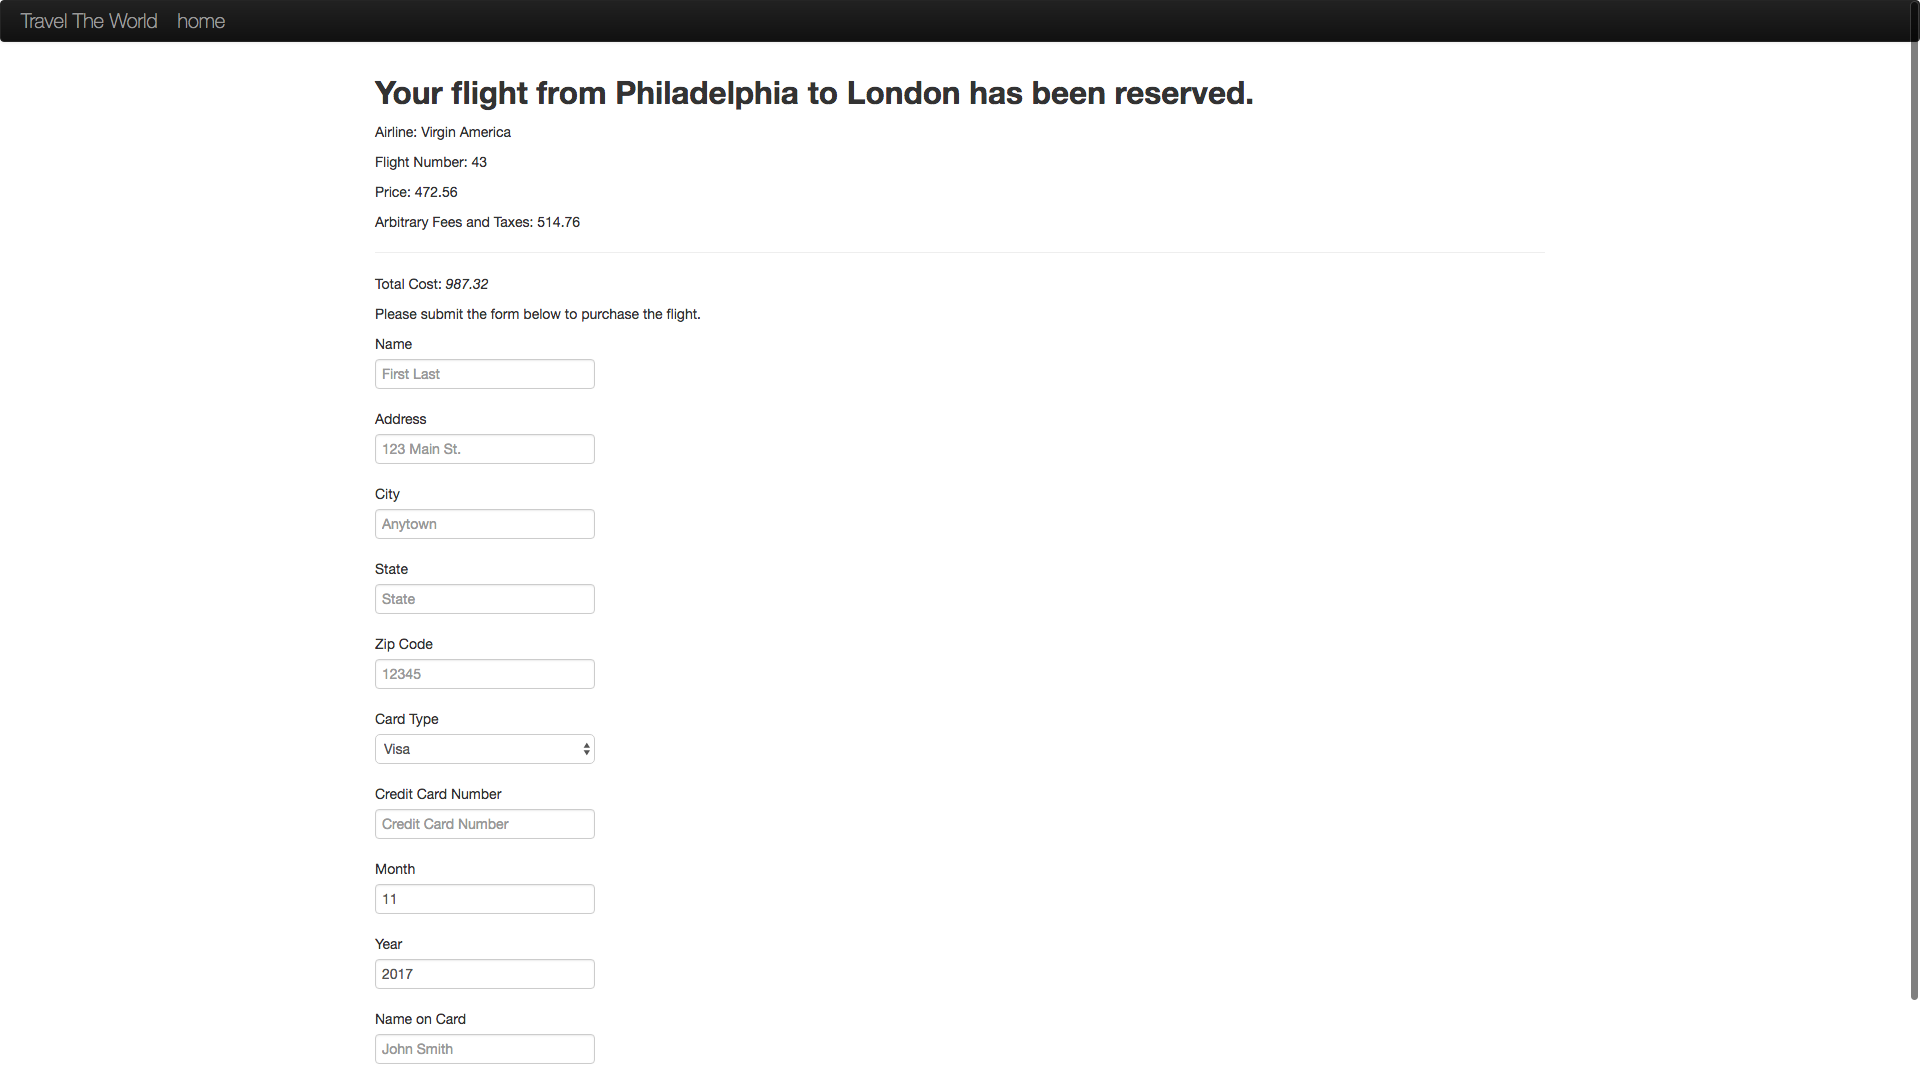 Travel The World home
Your flight from Philadelphia to London has been reserved.
Airline: Virgin America
Flight Number: 43
Price: 472.56
Arbitrary Fees and Taxes: 514.76
Total Cost: 987.32
Please submit the form below to purchase the flight.
Name
First Last
Address
123 Main St.
City
Anytown
State
State
Zip Code
12345
Card Type
Visa
Credit Card Number
Credit Card Number
Month
11
Year
2017
Name on Card
John Smith